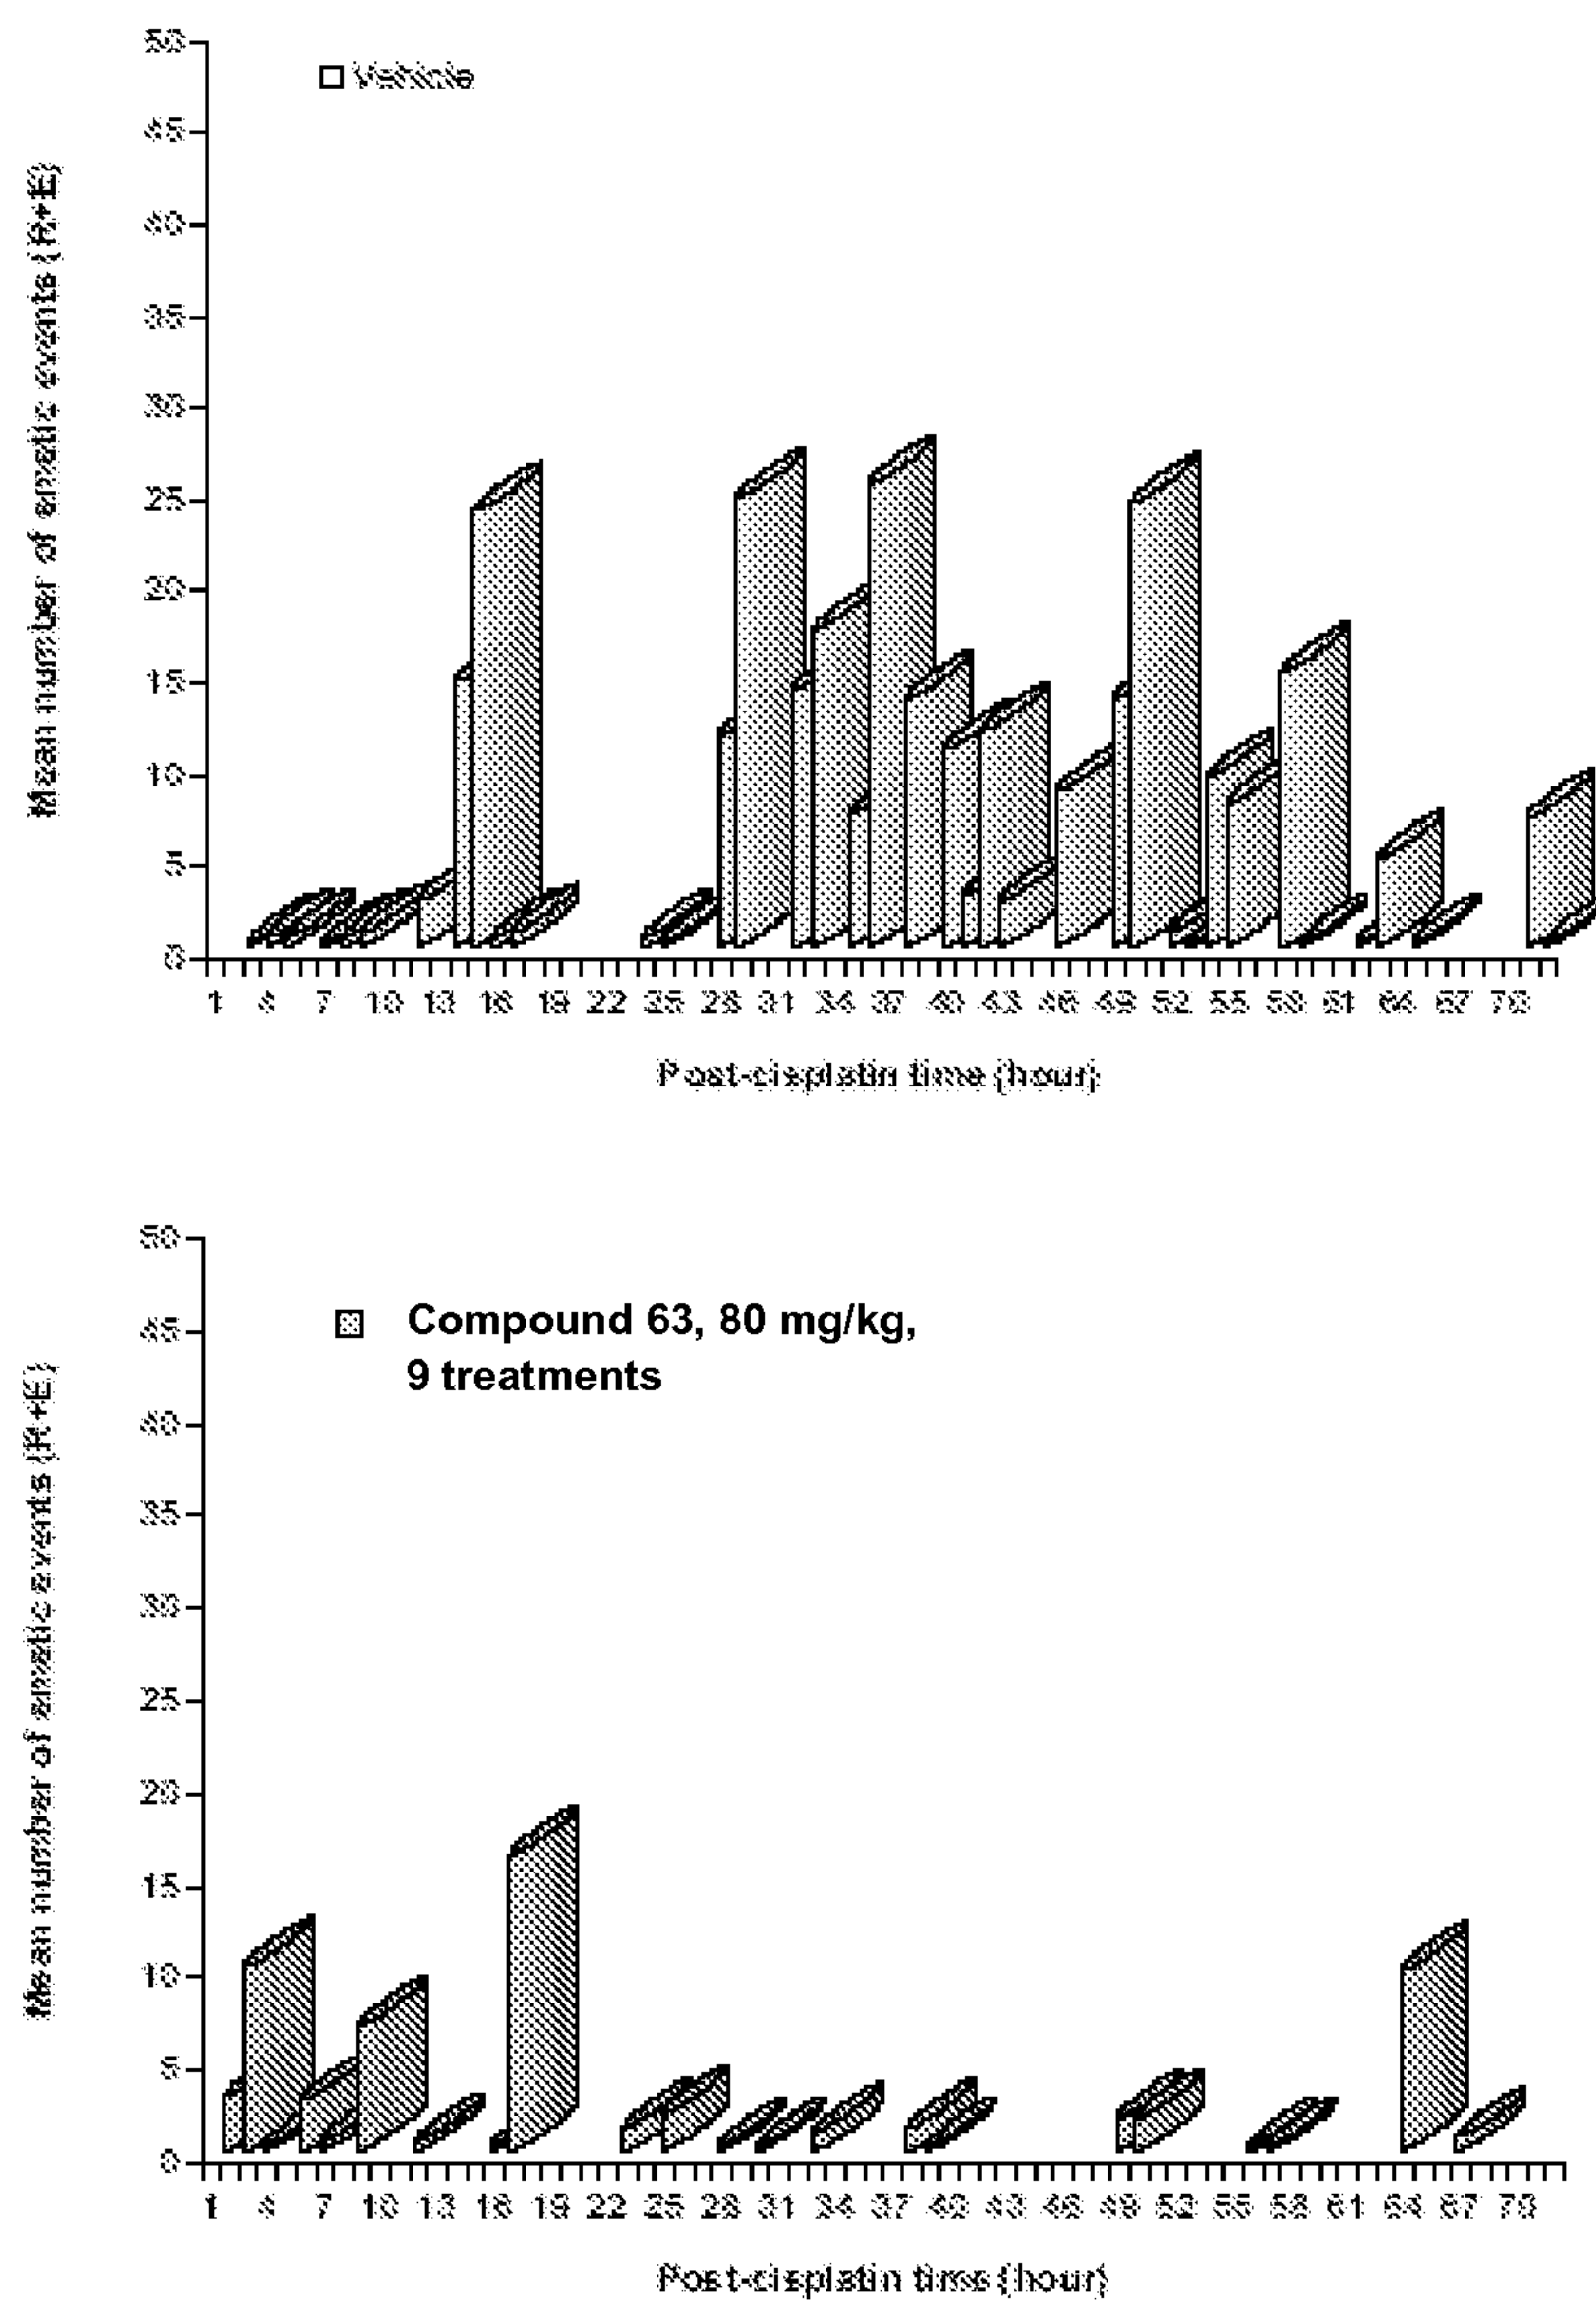 Mean number of emetic events (R+E)
50
45
40
35
30
25
20
15
10
5
0
Vehicle
1 4 7 10 13 16 19 22 25 28 31 34 37 40 43 46 49 52 55 58 61 64 67 70
Post-cisplatin time (hour)
Mean number of emetic events (R+E)
50
45
40
35
30
25
20
15
10
5
0
Compound 63, 80 mg/kg,
9 treatments
1 4 7 10 13 16 19 22 25 28 31 34 37 40 43 46 49 52 55 58 61 64 67 70
Post-cisplatin time (hour)